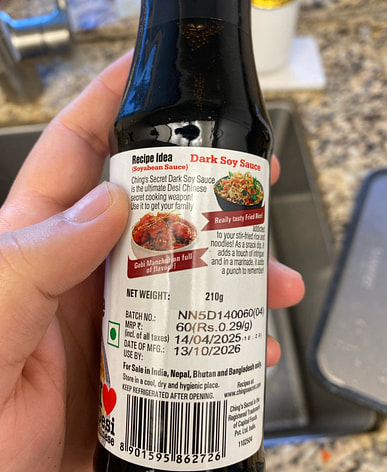 Recipe Idea
(Soyabean Sauce)
Dark Soy Sauce
Ching's Secret Dark Soy Sauce
Is the ultimate Desi Chinese
secret cooking weapon!
Use it to get your family
Really tasty Fried Rice!
addicted
to your stir-fried rice and
noodles! As a snack dip, it
adds a touch of intrigue
and in a marinade, it adds
a punch to remember!
Gobi Manchurian full
of flavour!
NET WEIGHT: 210g
BATCH NO.: NN5D140060(04)
MRP ₹: 60(Rs.0.29/g)
(incl. of all taxes)
DATE OF MFG.: 14/04/2025
USE BY: 13/10/2026
For Sale in India, Nepal, Bhutan and Bangladesh only.
Store in a cool, dry and hygienic place.
KEEP REFRIGERATED AFTER OPENING.
Recipes at
Ching's Secret is the
Registered Trademark
of Capital Foods
Pvt. Ltd. India.
1102504
8 901595 862726